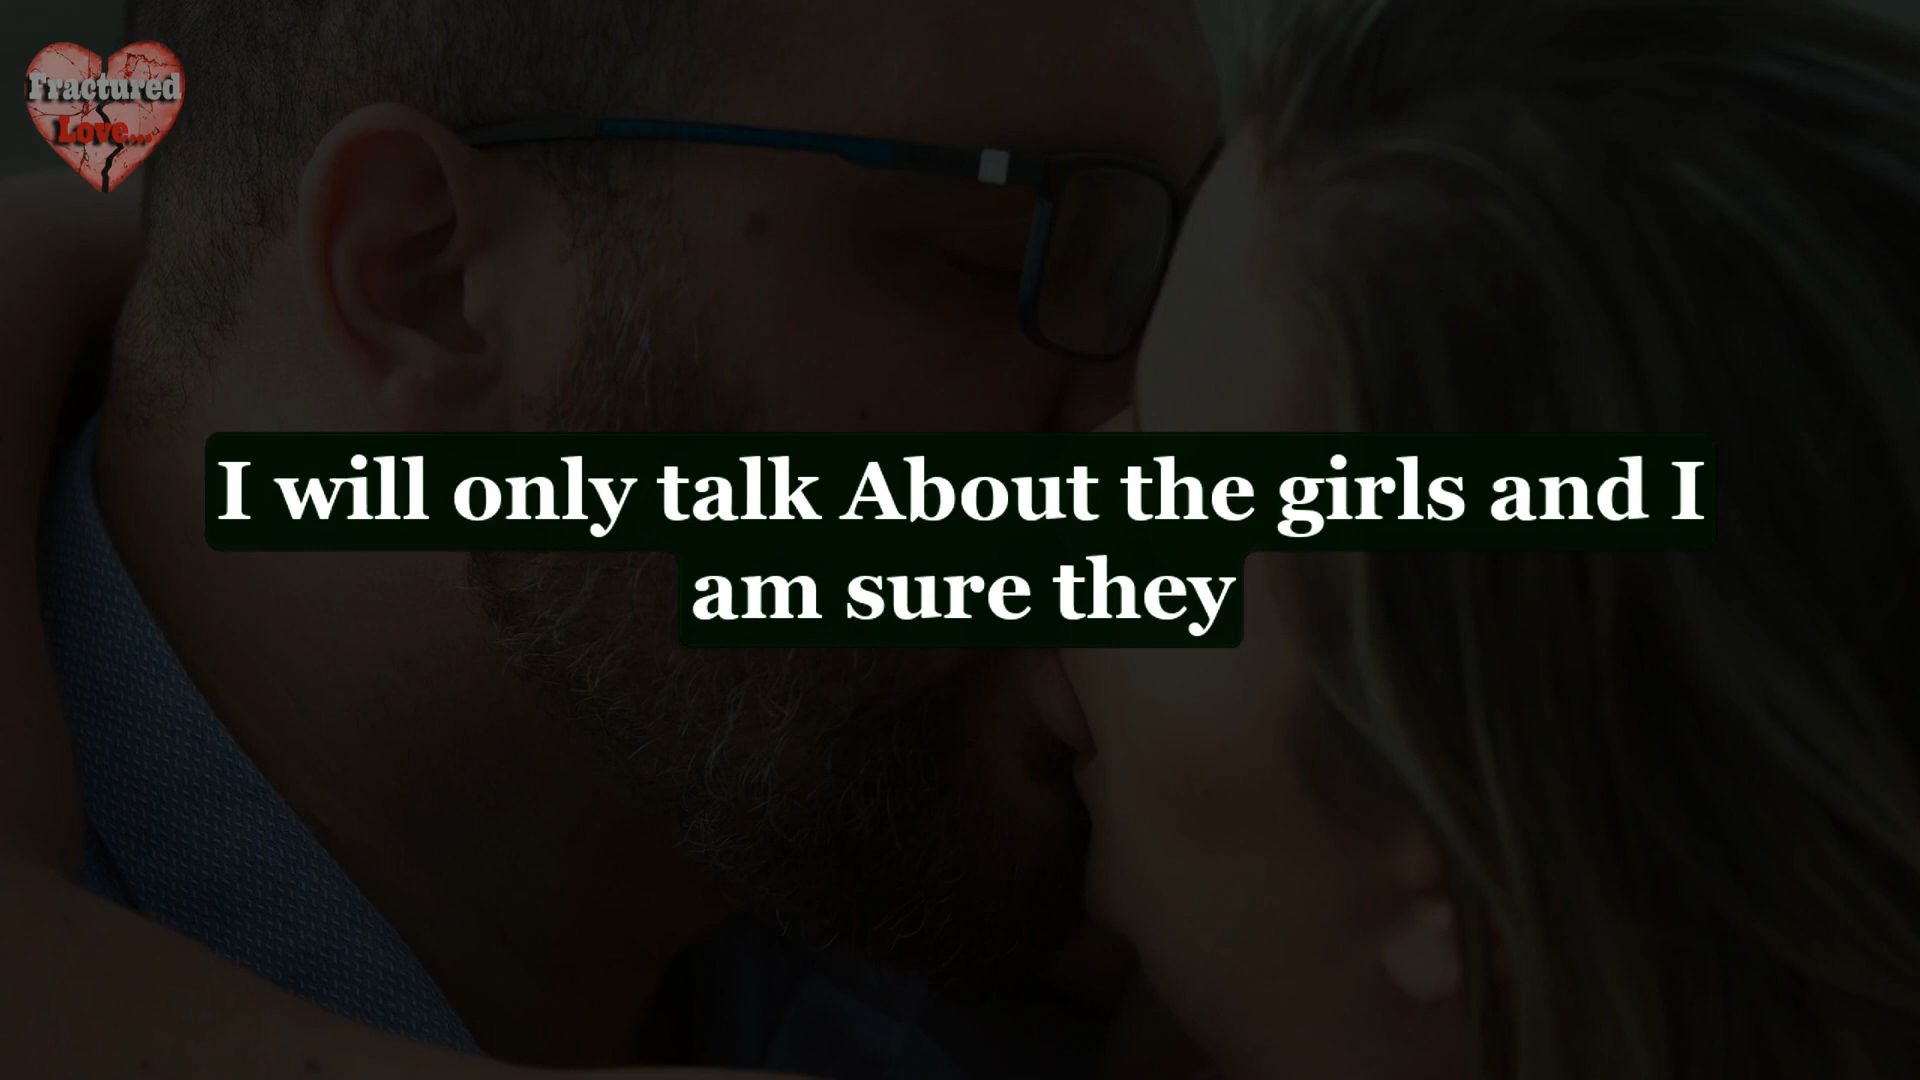 Fractured
Love...
I will only talk About the girls and I
am sure they